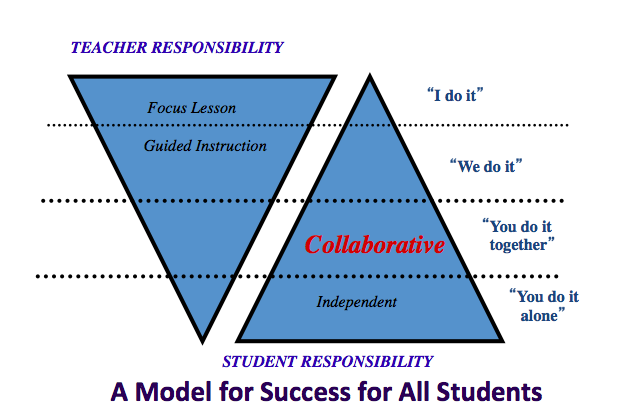 TEACHER RESPONSIBILITY
Focus Lesson
“I do it”
Guided Instruction
“We do it”
Collaborative
“You do it
together”
Independent
“You do it
alone”
STUDENT RESPONSIBILITY
A Model for Success for All Students